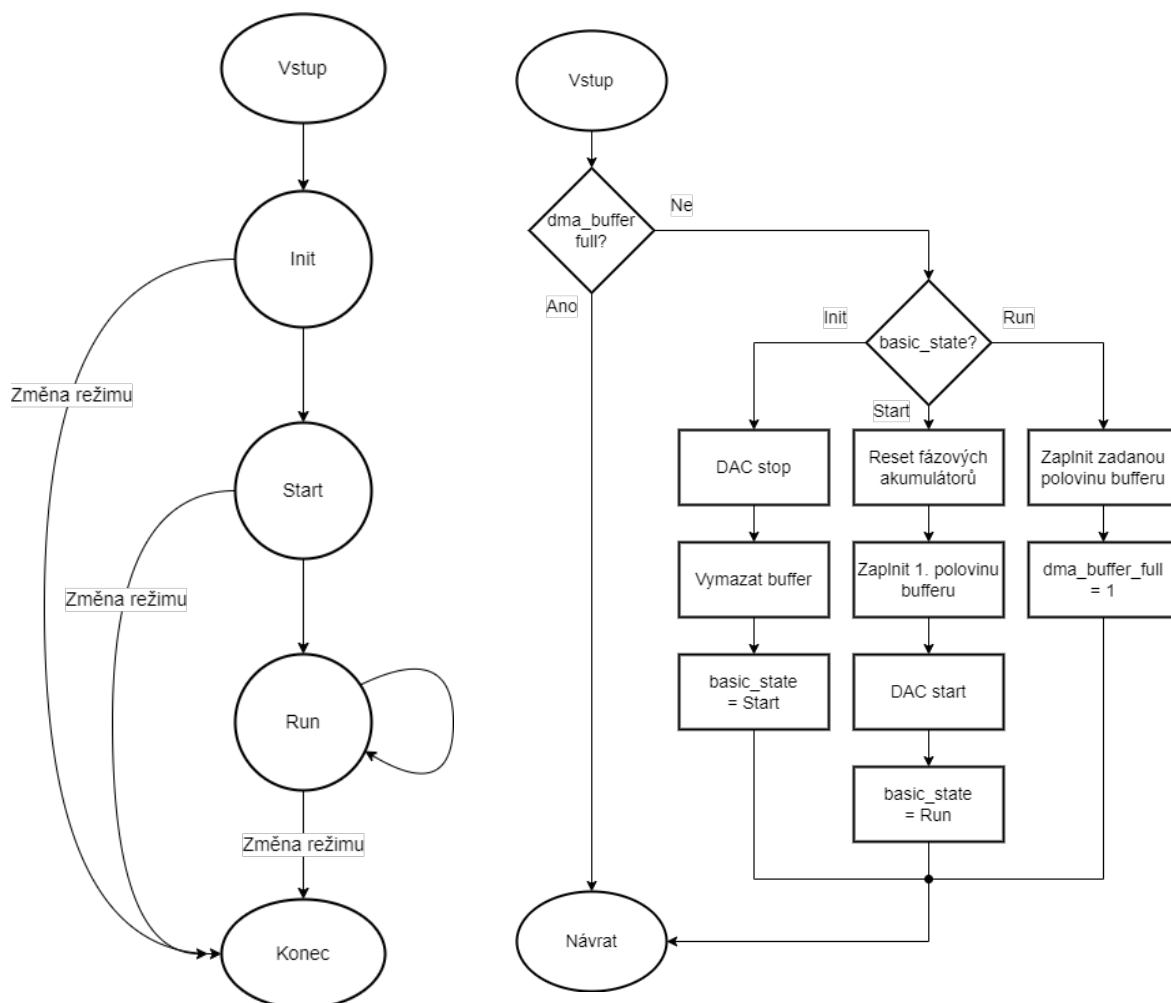 Vstup
Init
Změna režimu
Start
Změna režimu
Run
Změna režimu
Konec
Vstup
dma_buffer
full?
Ne
Ano
Init
basic_state?
Run
Start
DAC stop
Vymazat buffer
basic_state
= Start
Reset fázových
akumulátorů
Zaplnit 1. polovinu
bufferu
DAC start
basic_state
= Run
Zaplnit zadanou
polovinu bufferu
dma_buffer_full
= 1
Návrat